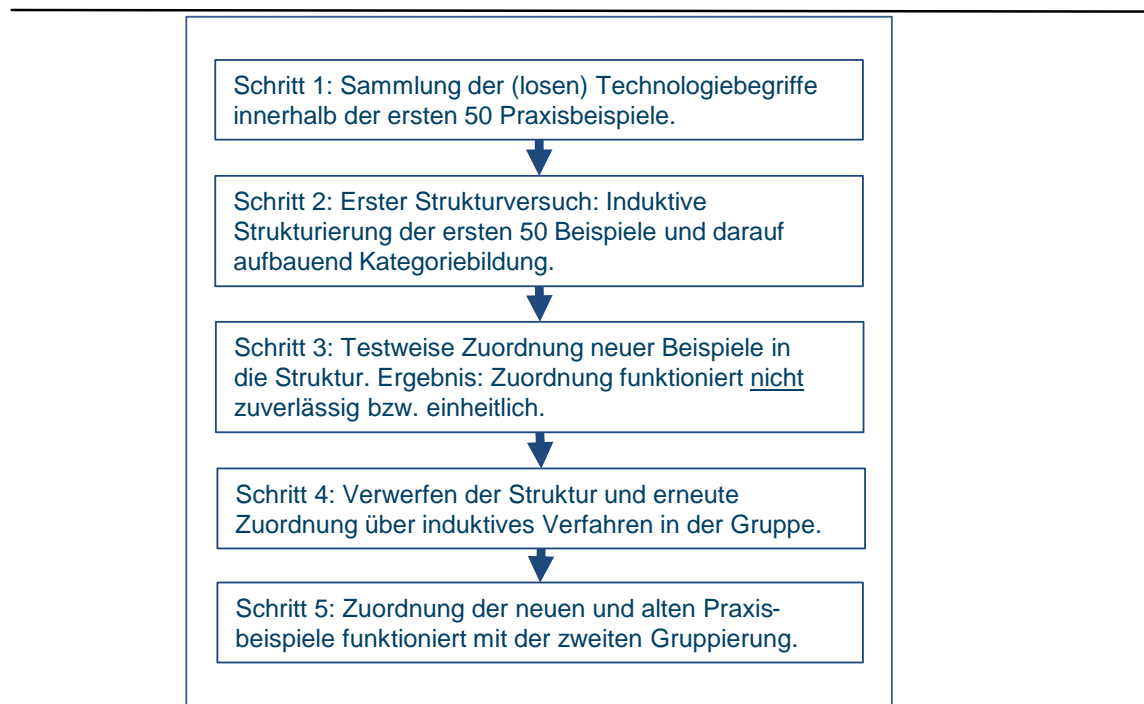 Schritt 1: Sammlung der (losen) Technologiebegriffe
innerhalb der ersten 50 Praxisbeispiele.
Schritt 2: Erster Strukturversuch: Induktive
Strukturierung der ersten 50 Beispiele und darauf
aufbauend Kategoriebildung.
Schritt 3: Testweise Zuordnung neuer Beispiele in
die Struktur. Ergebnis: Zuordnung funktioniert nicht
zuverlässig bzw. einheitlich.
Schritt 4: Verwerfen der Struktur und erneute
Zuordnung über induktives Verfahren in der Gruppe.
Schritt 5: Zuordnung der neuen und alten Praxis-
beispiele funktioniert mit der zweiten Gruppierung.